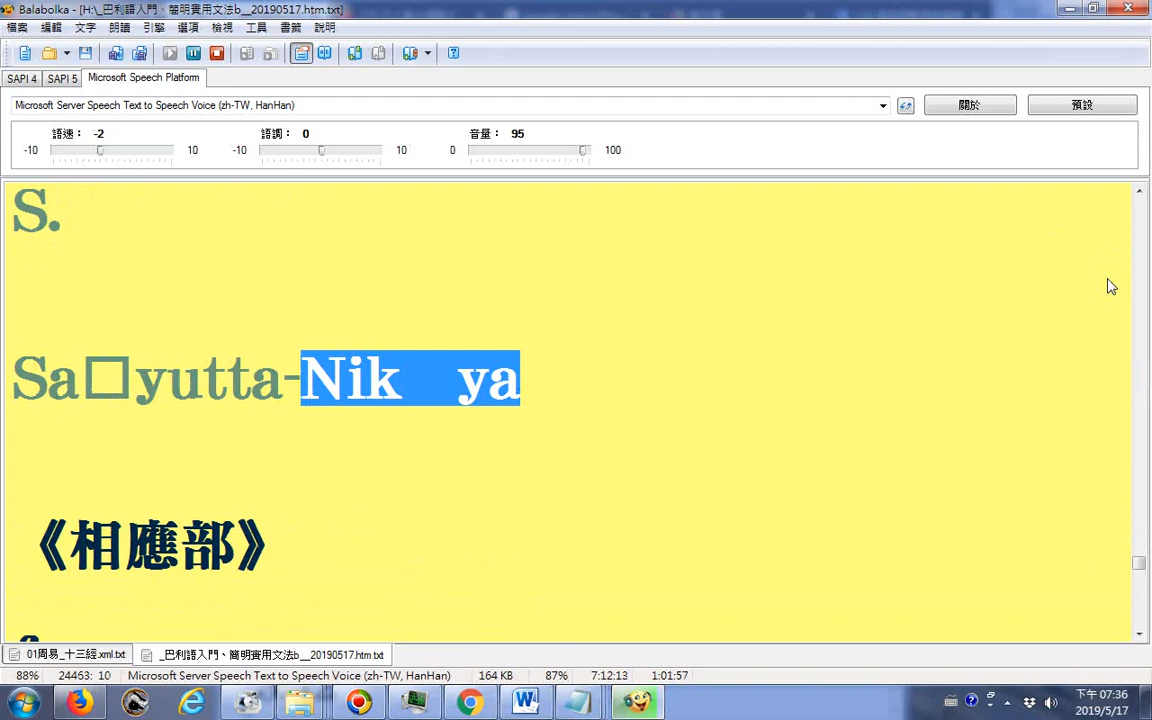 Balabolka - [H:\_巴利語入門、簡明實用文法b__20190517.htm.txt]
檔案 編輯 文字 朗讀 引擎 選項 檢視 工具 書籤 說明
SAPI 4 SAPI 5 Microsoft Speech Platform
Microsoft Server Speech Text to Speech Voice (zh-TW, HanHan) 關於 預設
語速： -2 語調： 0 音量： 95
-10 10 -10 10 0 100
S.
Sa□yutta-Nik ya
《相應部》
01周易_十三經.xml.txt _巴利語入門、簡明實用文法b__20190517.htm.txt
88% 24463: 10 Microsoft Server Speech Text to Speech Voice (zh-TW, HanHan) 164 KB 87% 7:12:13 1:01:57
下午 07:36
2019/5/17